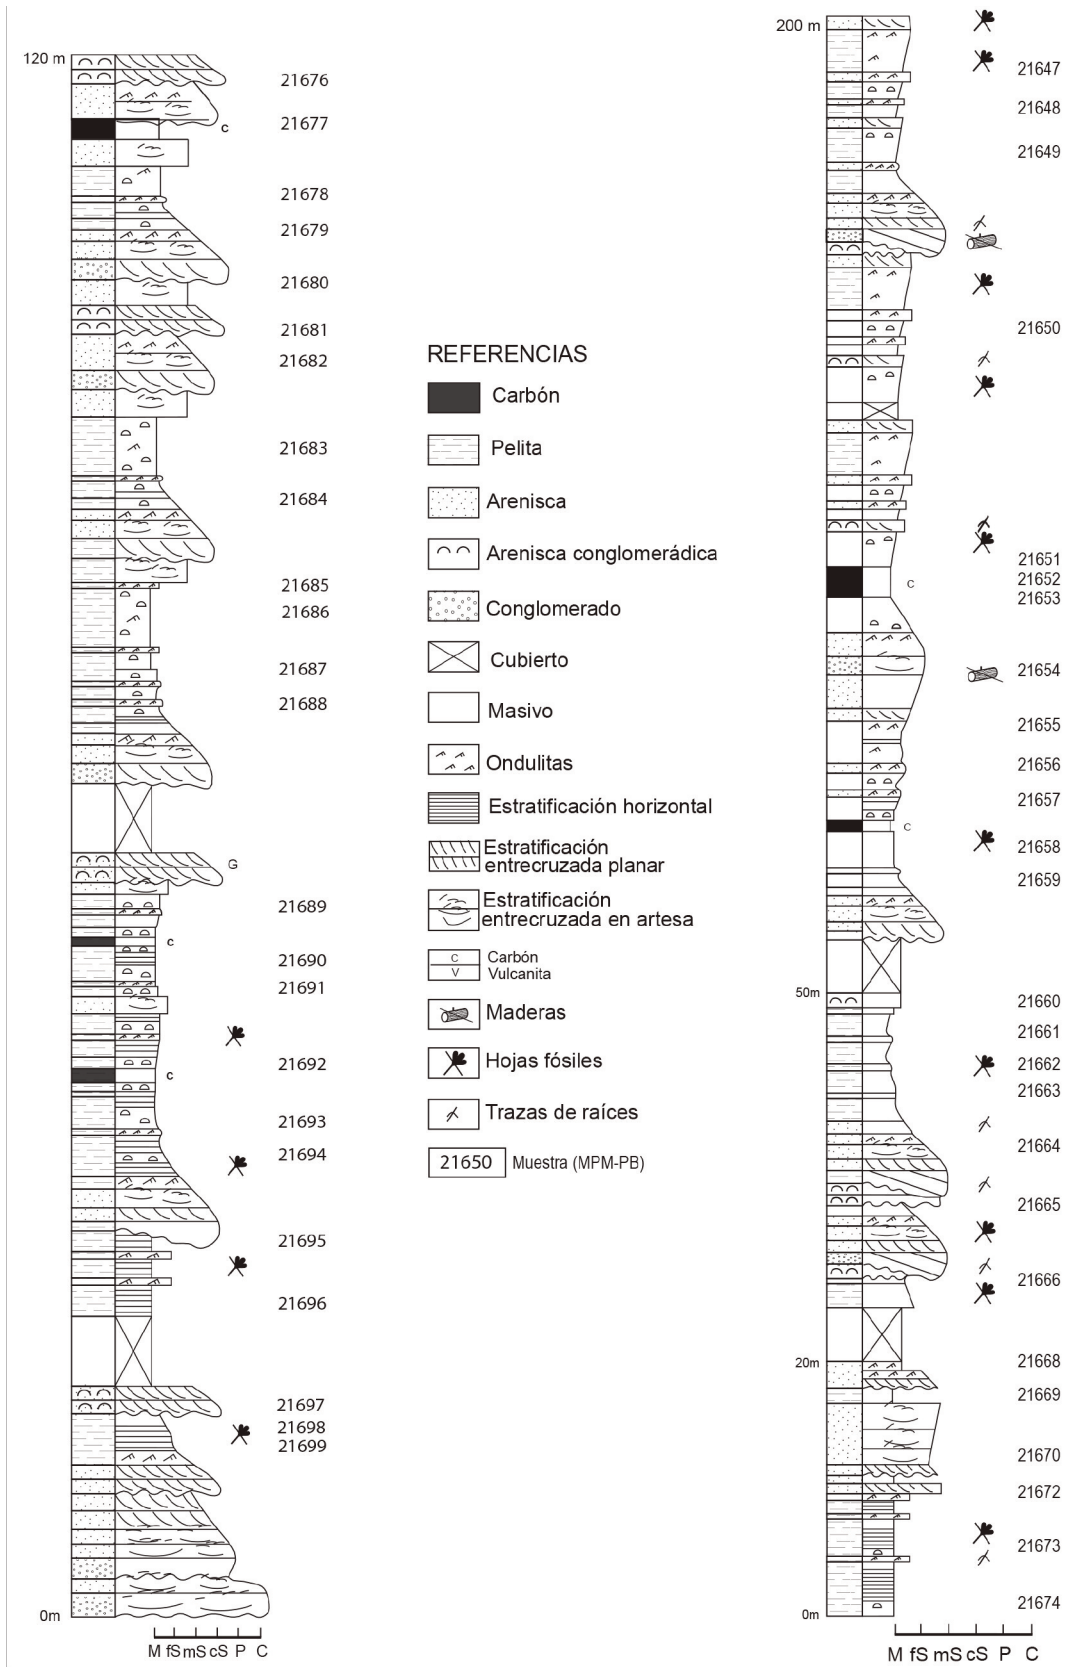 120 m
21676
21677
c
21678
21679
21680
21681
21682
21683
21684
21685
21686
21687
21688
G
21689
c
21690
21691
21692
c
21693
21694
21695
21696
21697
21698
21699
0m
M fS mS cS P C
REFERENCIAS
Carbón
Pelita
Arenisca
Arenisca conglomerádica
Conglomerado
Cubierto
Masivo
Ondulitas
Estratificación horizontal
Estratificación
entrecruzada planar
Estratificación
entrecruzada en artesa
C Carbón
V Vulcanita
Maderas
Hojas fósiles
Trazas de raíces
21650 Muestra (MPM-PB)
200 m
21647
21648
21649
21650
21651
21652
C
21653
21654
21655
21656
21657
C
21658
21659
50m
21660
21661
21662
21663
21664
21665
21666
20m
21668
21669
21670
21672
21673
21674
0m
M fS mS cS P C